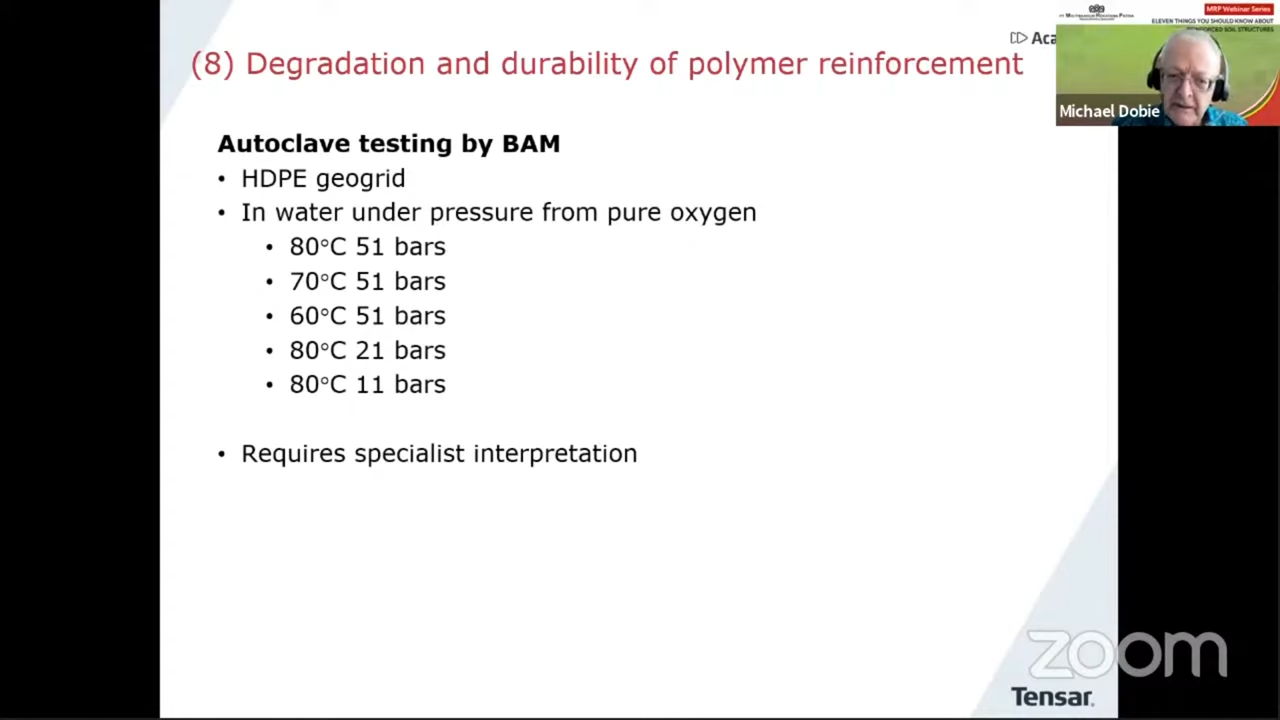 (8) Degradation and durability of polymer reinforcement
Autoclave testing by BAM
• HDPE geogrid
• In water under pressure from pure oxygen
• 80°C 51 bars
• 70°C 51 bars
• 60°C 51 bars
• 80°C 21 bars
• 80°C 11 bars
• Requires specialist interpretation
Aca
MRP Webinar Series
ELEVEN THINGS YOU SHOULD KNOW ABOUT
REINFORCED SOIL STRUCTURES
Michael Dobie
zoom
Tensar